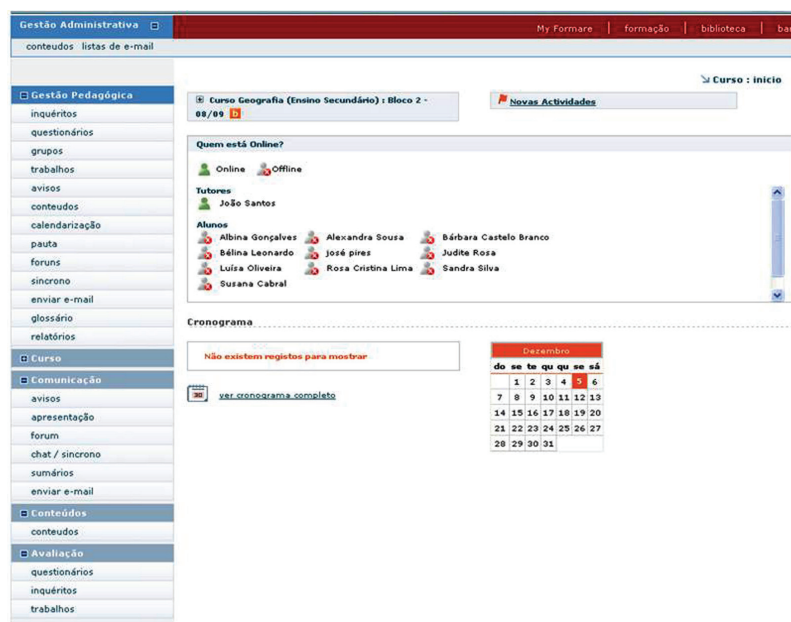 Gestão Administrativa
My Formare | formação | biblioteca
conteudos listas de e-mail
Curso : inicio
Gestão Pedagógica
inquéritos
questionários
grupos
trabalhos
avisos
conteudos
calendarização
pauta
foruns
sincrono
enviar e-mail
glossário
relatórios
Curso
Comunicação
avisos
apresentação
forum
chat / sincrono
sumários
enviar e-mail
Conteúdos
conteudos
Avaliação
questionários
inquéritos
trabalhos
Curso Geografia (Ensino Secundário) : Bloco 2 -
08/09 b
Novas Actividades
Quem está Online?
Online Offline
Tutores
João Santos
Alunos
Albina Gonçalves Alexandra Sousa Bárbara Castelo Branco
Bélina Leonardo josé pires Judite Rosa
Luísa Oliveira Rosa Cristina Lima Sandra Silva
Susana Cabral
Cronograma
Não existem registos para mostrar
30 ver cronograma completo
Dezembro
do se te qu qu se sá
1 2 3 4 5 6
7 8 9 10 11 12 13
14 15 16 17 18 19 20
21 22 23 24 25 26 27
28 29 30 31